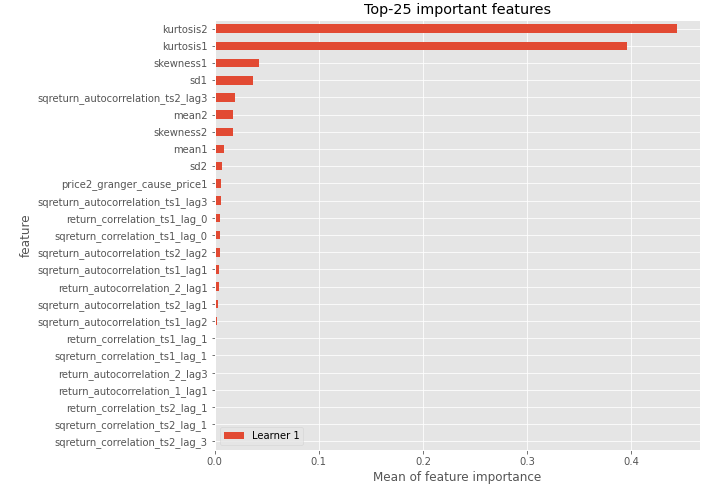 Top-25 important features
kurtosis2
kurtosis1
skewness1
sd1
sqreturn_autocorrelation_ts2_lag3
mean2
skewness2
mean1
sd2
price2_granger_cause_price1
sqreturn_autocorrelation_ts1_lag3
return_correlation_ts1_lag_0
sqreturn_correlation_ts1_lag_0
sqreturn_autocorrelation_ts2_lag2
sqreturn_autocorrelation_ts1_lag1
return_autocorrelation_2_lag1
sqreturn_autocorrelation_ts2_lag1
sqreturn_autocorrelation_ts1_lag2
return_correlation_ts1_lag_1
sqreturn_correlation_ts1_lag_1
return_autocorrelation_2_lag3
return_autocorrelation_1_lag1
return_correlation_ts2_lag_1
sqreturn_correlation_ts2_lag_1
sqreturn_correlation_ts2_lag_3
feature
Learner 1
0.0 0.1 0.2 0.3 0.4
Mean of feature importance